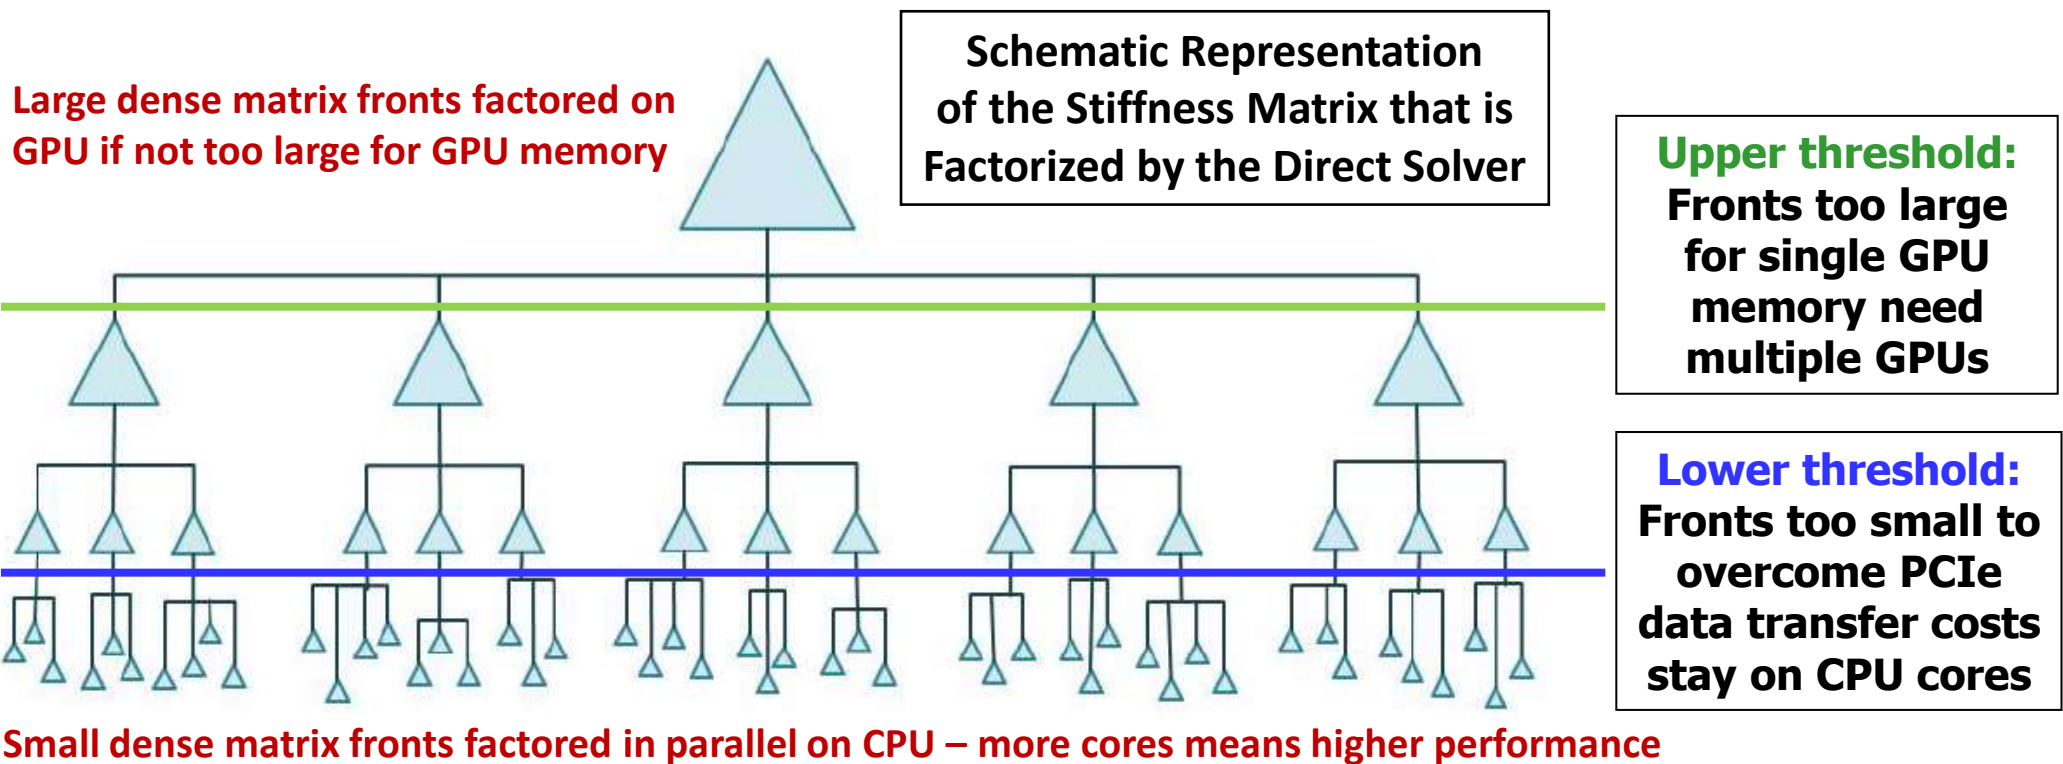 Large dense matrix fronts factored on
GPU if not too large for GPU memory
Schematic Representation
of the Stiffness Matrix that is
Factorized by the Direct Solver
Upper threshold:
Fronts too large
for single GPU
memory need
multiple GPUs
Lower threshold:
Fronts too small to
overcome PCIe
data transfer costs
stay on CPU cores
Small dense matrix fronts factored in parallel on CPU – more cores means higher performance